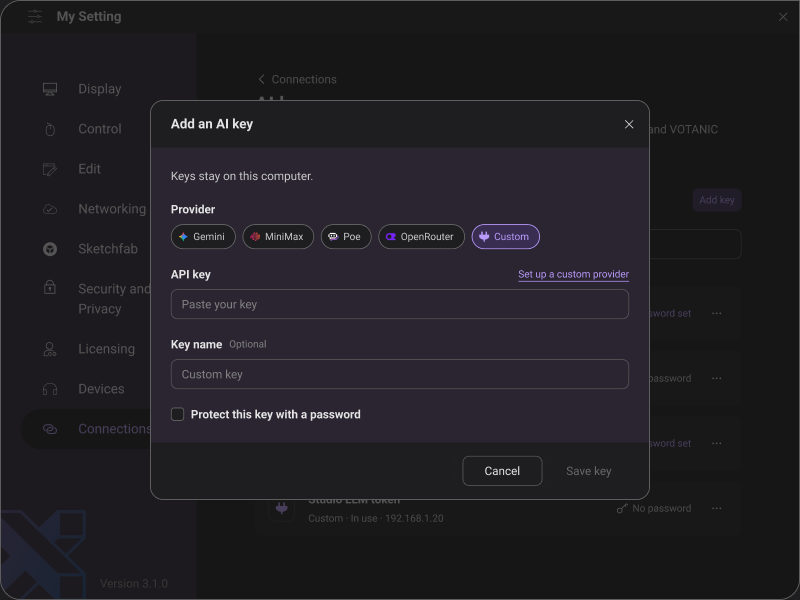 My Setting
Display
Control
Edit
Networking
Sketchfab
Security and
Privacy
Licensing
Devices
Connections
Version 3.1.0
Connections
and VOTANIC
Add key
Add an AI key
Keys stay on this computer.
Provider
Gemini
MiniMax
Poe
OpenRouter
Custom
API key
Set up a custom provider
Paste your key
Key name Optional
Custom key
Protect this key with a password
Cancel
Save key
set
password
set
Studio LLM token
Custom · In use · 192.168.1.20
No password